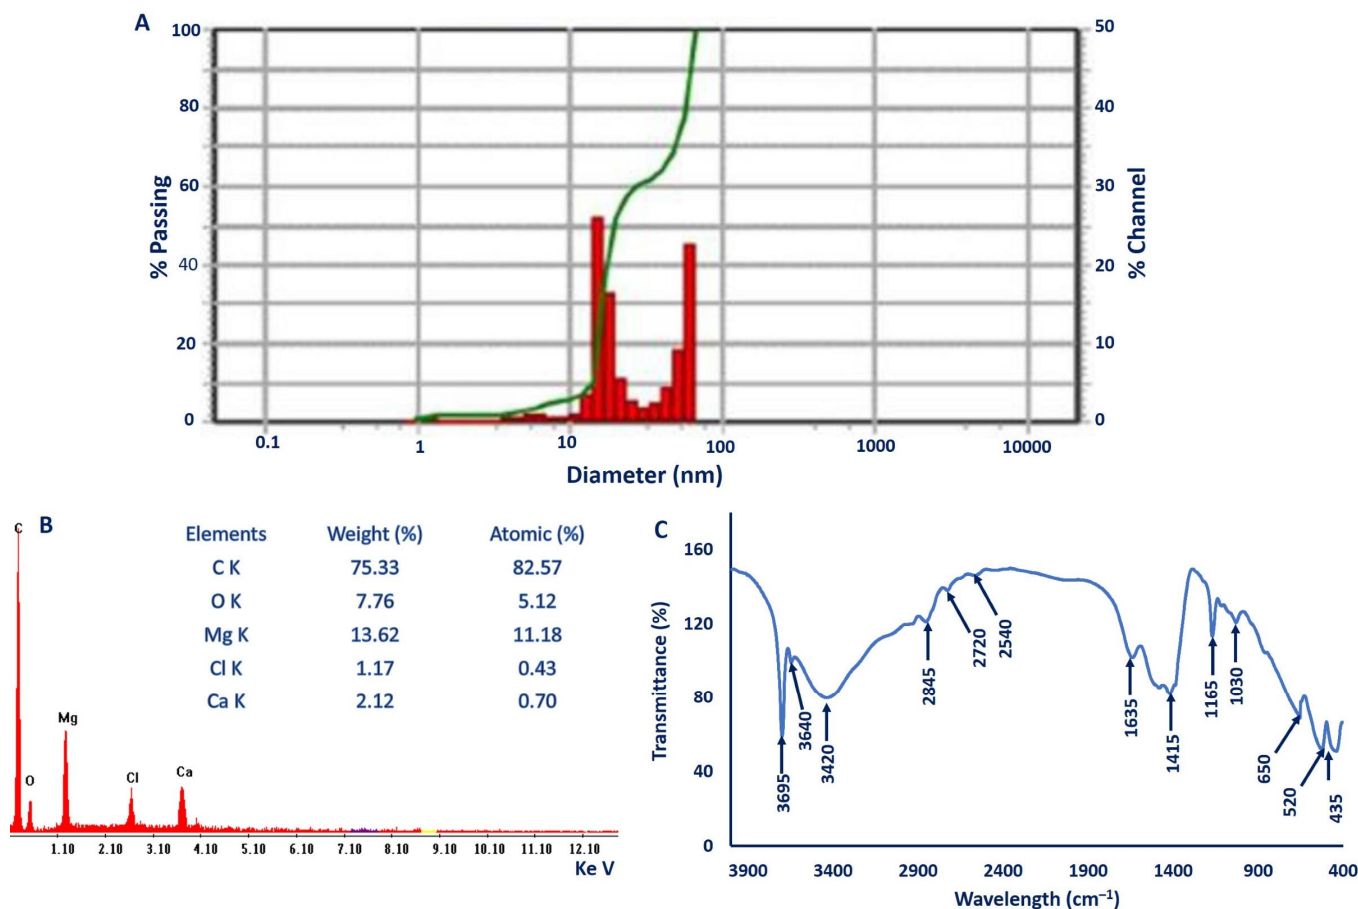 A
100
80
60
40
20
0
% Passing
50
40
30
20
10
0
% Channel
0.1 1 10 100 1000 10000
Diameter (nm)
B
Elements Weight (%) Atomic (%)
C K 75.33 82.57
O K 7.76 5.12
Mg K 13.62 11.18
Cl K 1.17 0.43
Ca K 2.12 0.70
C
O
Mg
Cl
Ca
1.10 2.10 3.10 4.10 5.10 6.10 7.10 8.10 9.10 10.10 11.10 12.10
Ke V
C
160
120
80
40
0
Transmittance (%)
3695
3640
3420
2845
2720
2540
1635
1415
1165
1030
650
520
435
3900 3400 2900 2400 1900 1400 900 400
Wavelength (cm⁻¹)